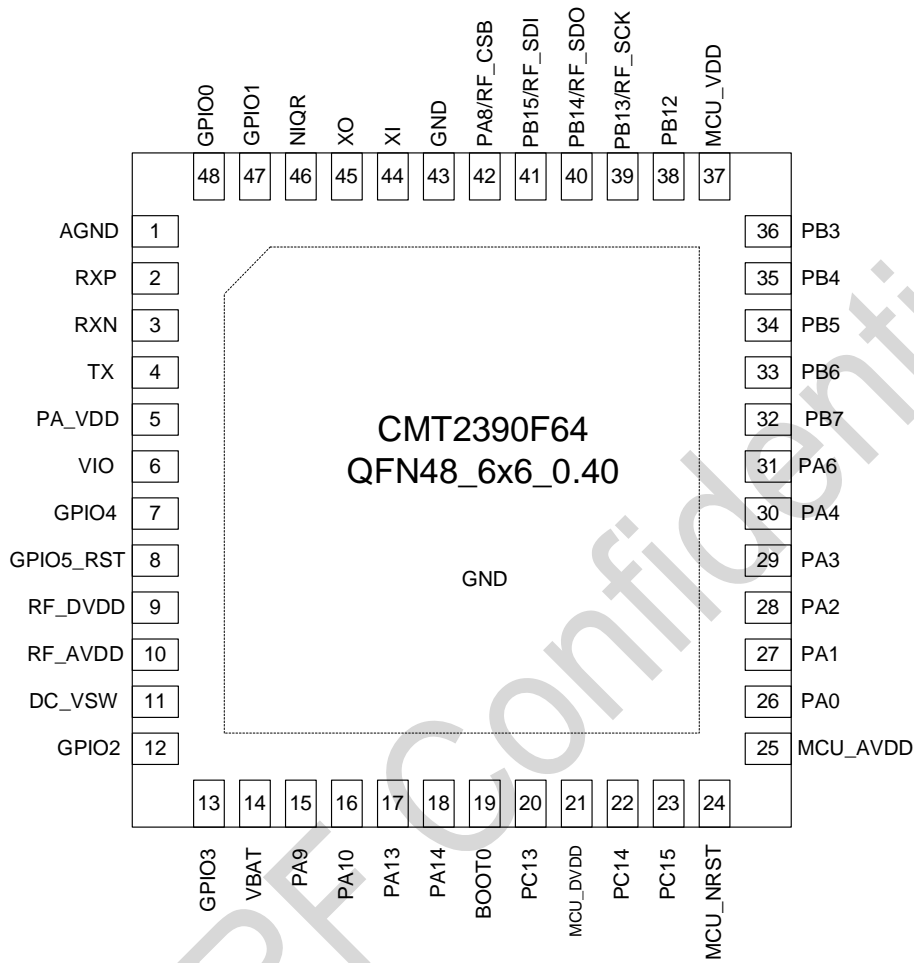 GPIO0
GPIO1
NIQR
XO
XI
GND
PA8/RF_CSB
PB15/RF_SDI
PB14/RF_SDO
PB13/RF_SCK
PB12
MCU_VDD
48 47 46 45 44 43 42 41 40 39 38 37
AGND 1
36 PB3
RXP 2
35 PB4
RXN 3
34 PB5
TX 4
33 PB6
PA_VDD 5
32 PB7
VIO 6
31 PA6
GPIO4 7
30 PA4
GPIO5_RST 8
29 PA3
RF_DVDD 9
28 PA2
RF_AVDD 10
27 PA1
DC_VSW 11
26 PA0
GPIO2 12
25 MCU_AVDD
CMT2390F64
QFN48_6x6_0.40
GND
13 14 15 16 17 18 19 20 21 22 23 24
GPIO3
VBAT
PA9
PA10
PA13
PA14
BOOT0
PC13
MCU_DVDD
PC14
PC15
MCU_NRST
RF Confidenti